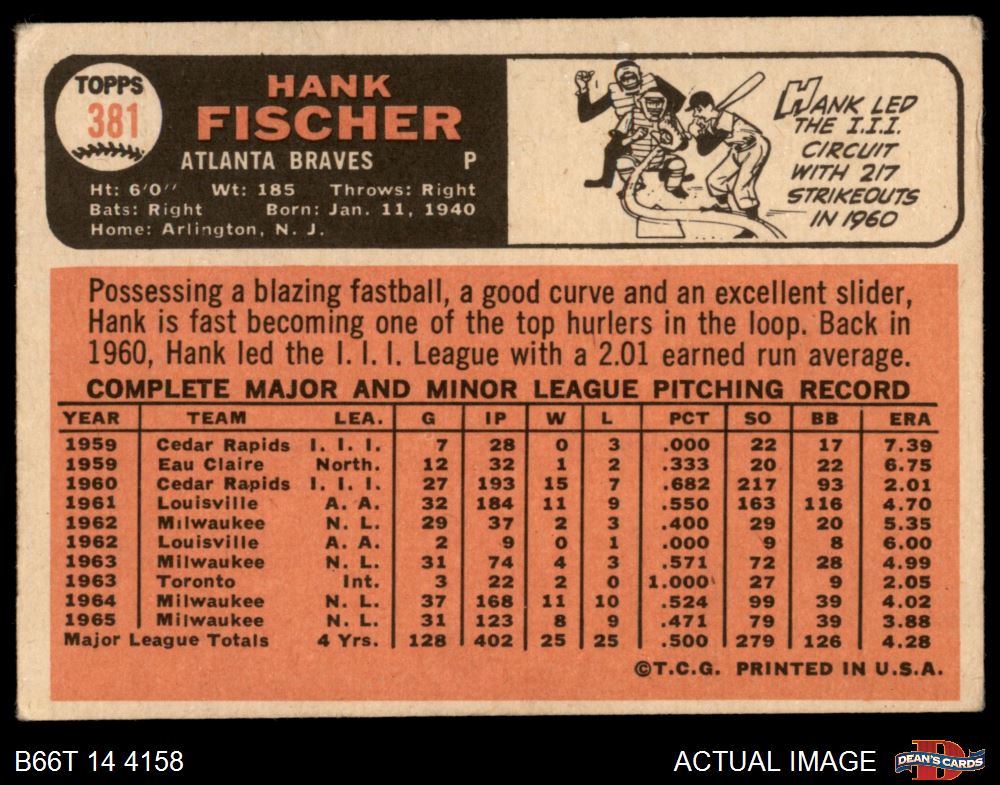 TOPPS
381
HANK
FISCHER
ATLANTA BRAVES P
Ht: 6'0" Wt: 185 Throws: Right
Bats: Right Born: Jan. 11, 1940
Home: Arlington, N. J.
HANK LED
THE I.I.I.
CIRCUIT
WITH 217
STRIKEOUTS
IN 1960
Possessing a blazing fastball, a good curve and an excellent slider,
Hank is fast becoming one of the top hurlers in the loop. Back in
1960, Hank led the I. I. I. League with a 2.01 earned run average.
COMPLETE MAJOR AND MINOR LEAGUE PITCHING RECORD
YEAR TEAM LEA. G IP W L PCT SO BB ERA
1959 Cedar Rapids I. I. I. 7 28 0 3 .000 22 17 7.39
1959 Eau Claire North. 12 32 1 2 .333 20 22 6.75
1960 Cedar Rapids I. I. I. 27 193 15 7 .682 217 93 2.01
1961 Louisville A. A. 32 184 11 9 .550 163 116 4.70
1962 Milwaukee N. L. 29 37 2 3 .400 29 20 5.35
1962 Louisville A. A. 2 9 0 1 .000 9 8 6.00
1963 Milwaukee N. L. 31 74 4 3 .571 72 28 4.99
1963 Toronto Int. 3 22 2 0 1.000 27 9 2.05
1964 Milwaukee N. L. 37 168 11 10 .524 99 39 4.02
1965 Milwaukee N. L. 31 123 8 9 .471 79 39 3.88
Major League Totals 4 Yrs. 128 402 25 25 .500 279 126 4.28
©T.C.G. PRINTED IN U.S.A.
B66T 14 4158
ACTUAL IMAGE
DEAN'S CARDS